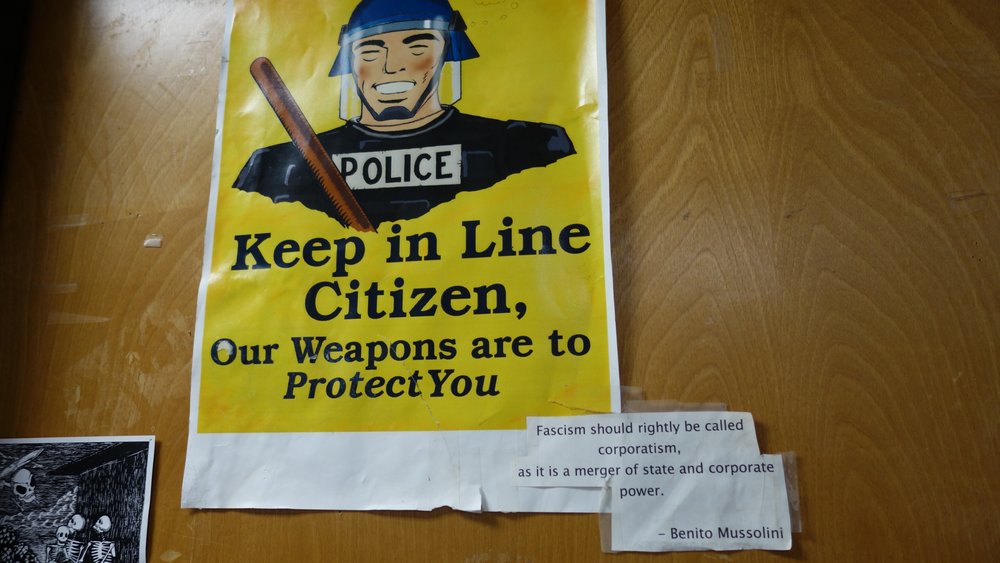 POLICE
Keep in Line
Citizen,
Our Weapons are to
Protect You
Fascism should rightly be called
corporatism,
as it is a merger of state and corporate
power.
– Benito Mussolini